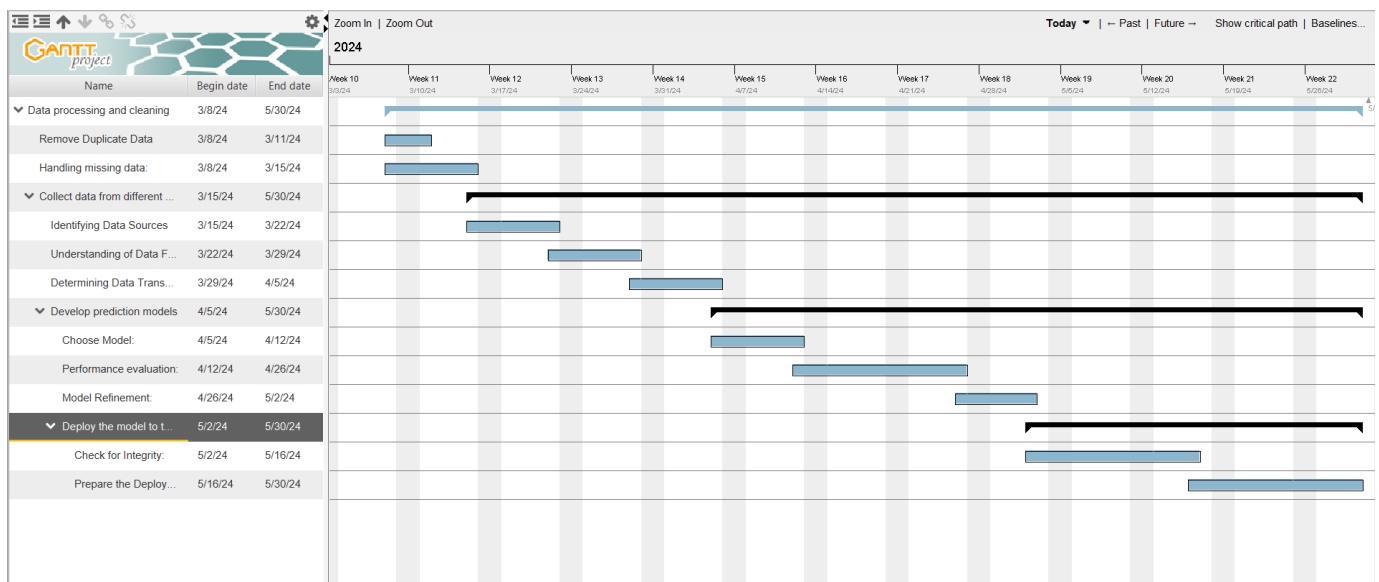 Zoom In | Zoom Out
Today | ← Past | Future → Show critical path | Baselines...
GANTT project
2024
Name Begin date End date
Week 10 Week 11 Week 12 Week 13 Week 14 Week 15 Week 16 Week 17 Week 18 Week 19 Week 20 Week 21 Week 22
3/3/24 3/10/24 3/17/24 3/24/24 3/31/24 4/7/24 4/14/24 4/21/24 4/28/24 5/5/24 5/12/24 5/19/24 5/26/24
Data processing and cleaning 3/8/24 5/30/24
Remove Duplicate Data 3/8/24 3/11/24
Handling missing data: 3/8/24 3/15/24
Collect data from different ... 3/15/24 5/30/24
Identifying Data Sources 3/15/24 3/22/24
Understanding of Data F... 3/22/24 3/29/24
Determining Data Trans... 3/29/24 4/5/24
Develop prediction models 4/5/24 5/30/24
Choose Model: 4/5/24 4/12/24
Performance evaluation: 4/12/24 4/26/24
Model Refinement: 4/26/24 5/2/24
Deploy the model to t... 5/2/24 5/30/24
Check for Integrity: 5/2/24 5/16/24
Prepare the Deploy... 5/16/24 5/30/24